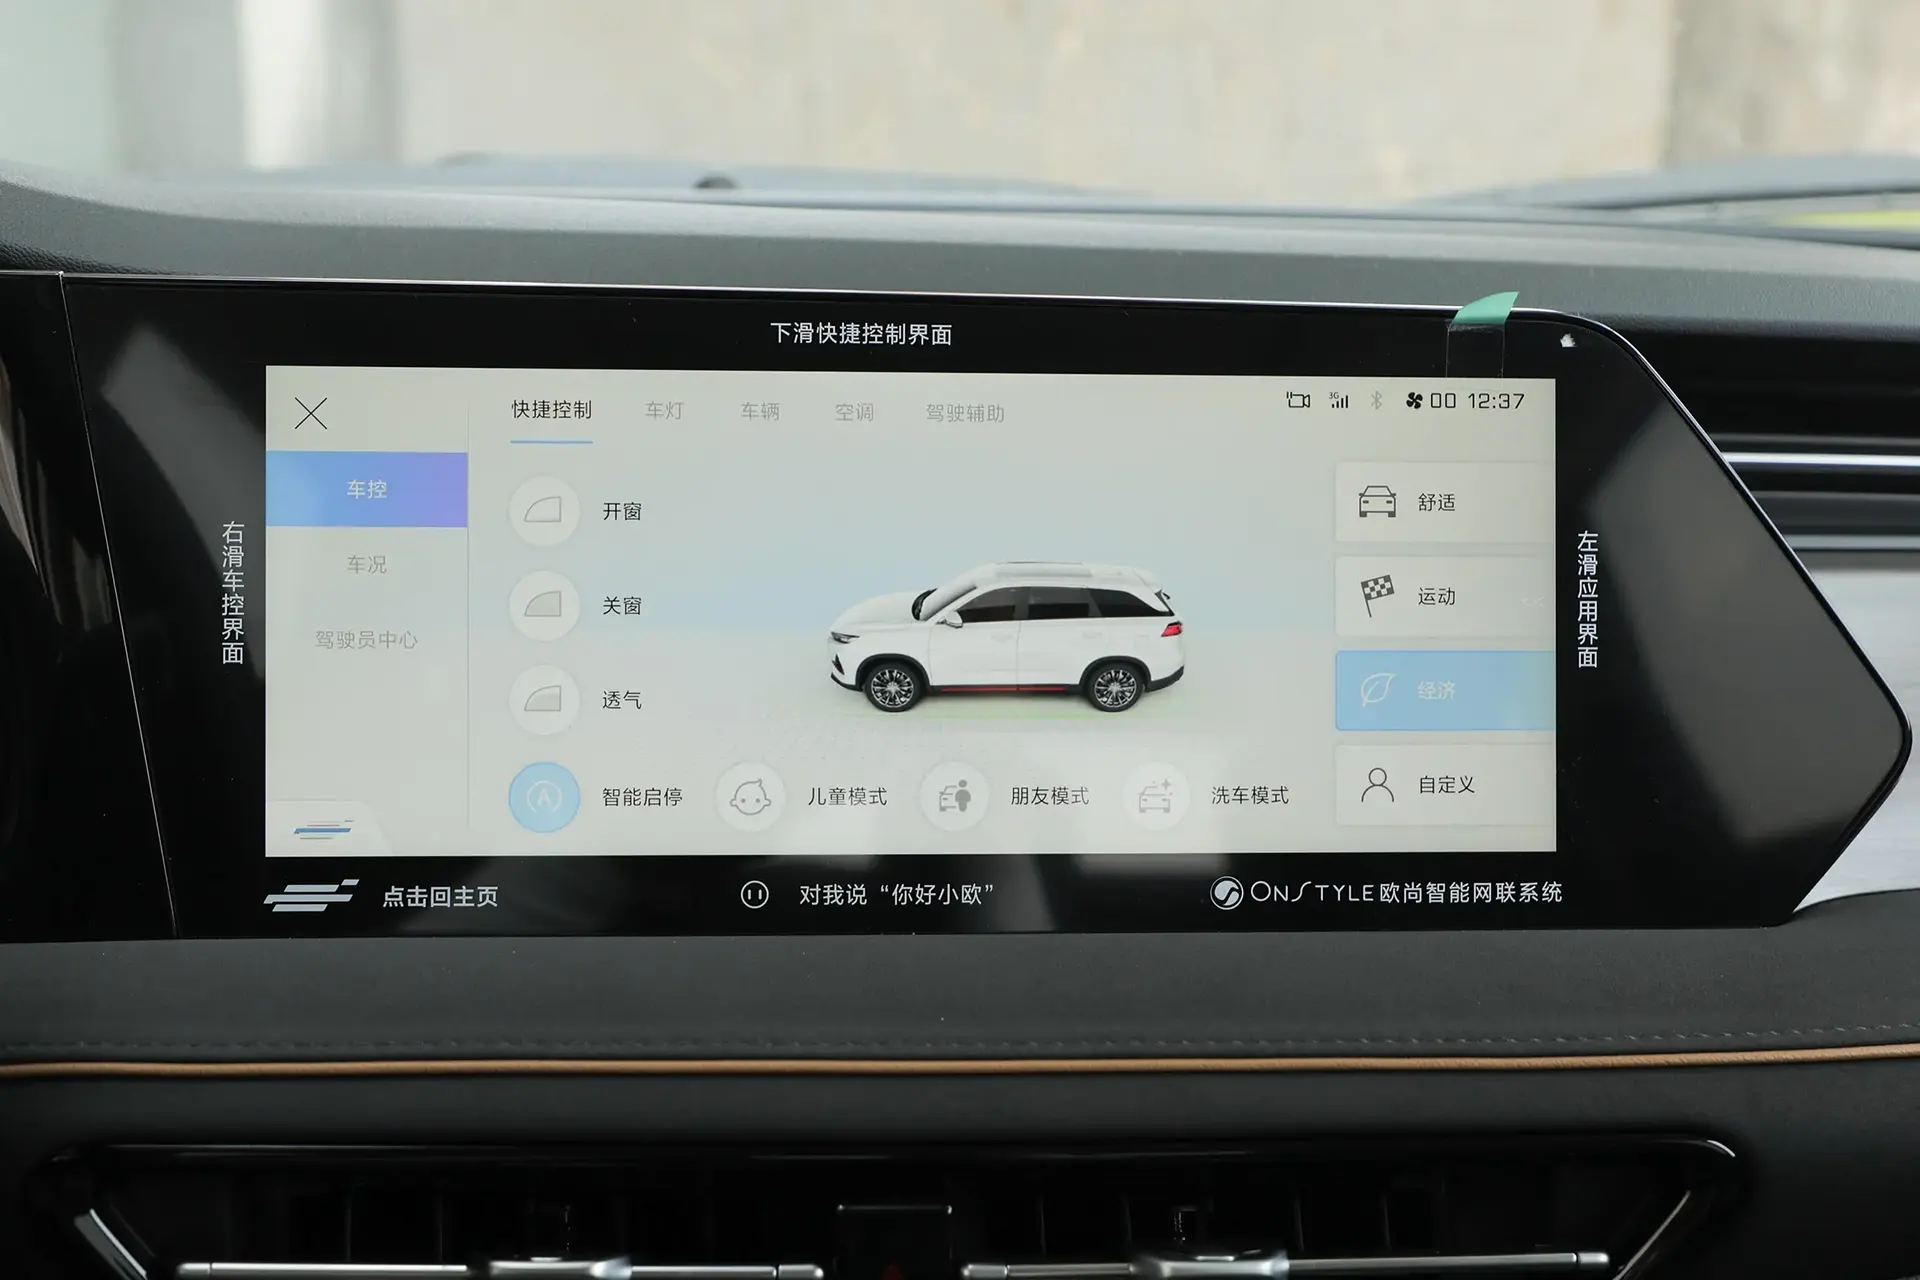 下滑快捷控制界面
快捷控制 车灯 车辆 空调 驾驶辅助
3G 00 12:37
车控
车况
驾驶员中心
开窗
关窗
透气
智能启停 儿童模式 朋友模式 洗车模式
舒适
运动
经济
自定义
右滑车控界面
左滑应用界面
点击回主页
对我说“你好小欧”
ONSTYLE欧尚智能网联系统